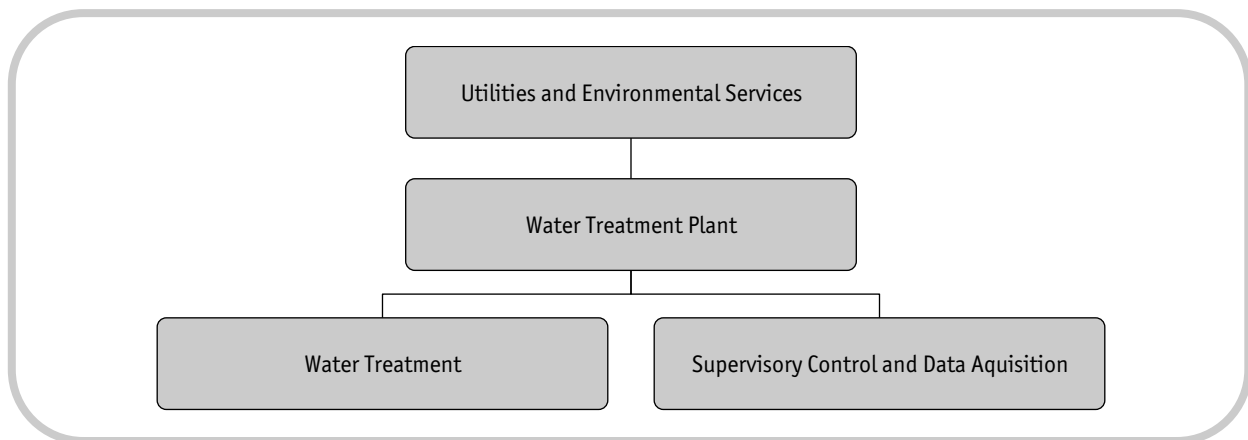 Utilities and Environmental Services
Water Treatment Plant
Water Treatment
Supervisory Control and Data Aquisition